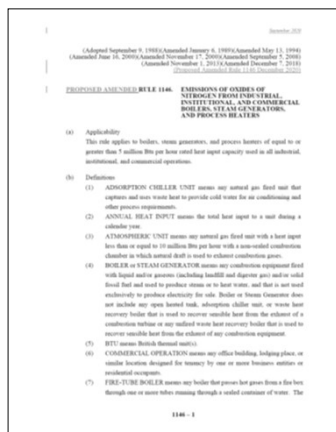 September, 2020
(Adopted September 9, 1988)(Amended January 6, 1989)(Amended May 13, 1994)
(Amended June 16, 2000)(Amended November 17, 2000)(Amended September 5, 2008)
(Amended November 1, 2013)(Amended December 7, 2018)
(Proposed Amended Rule 1146 December 2020)
PROPOSED AMENDED RULE 1146. EMISSIONS OF OXIDES OF
NITROGEN FROM INDUSTRIAL,
INSTITUTIONAL, AND COMMERCIAL
BOILERS, STEAM GENERATORS,
AND PROCESS HEATERS
(a) Applicability
This rule applies to boilers, steam generators, and process heaters of equal to or
greater than 5 million Btu per hour rated heat input capacity used in all industrial,
institutional, and commercial operations.
(b) Definitions
(1) ADSORPTION CHILLER UNIT means any natural gas fired unit that
captures and uses waste heat to provide cold water for air conditioning and
other process requirements.
(2) ANNUAL HEAT INPUT means the total heat input to a unit during a
calendar year.
(3) ATMOSPHERIC UNIT means any natural gas fired unit with a heat input
less than or equal to 10 million Btu per hour with a non-sealed combustion
chamber in which natural draft is used to exhaust combustion gases.
(4) BOILER or STEAM GENERATOR means any combustion equipment fired
with liquid and/or gaseous (including landfill and digester gas) and/or solid
fossil fuel and used to produce steam or to heat water, and that is not used
exclusively to produce electricity for sale. Boiler or Steam Generator does
not include any open heated tank, adsorption chiller unit, or waste heat
recovery boiler that is used to recover sensible heat from the exhaust of a
combustion turbine or any unfired waste heat recovery boiler that is used to
recover sensible heat from the exhaust of any combustion equipment.
(5) BTU means British thermal unit(s).
(6) COMMERCIAL OPERATION means any office building, lodging place, or
similar location designed for tenancy by one or more business entities or
residential occupants.
(7) FIRE-TUBE BOILER means any boiler that passes hot gases from a fire box
through one or more tubes running through a sealed container of water. The
1146 - 1